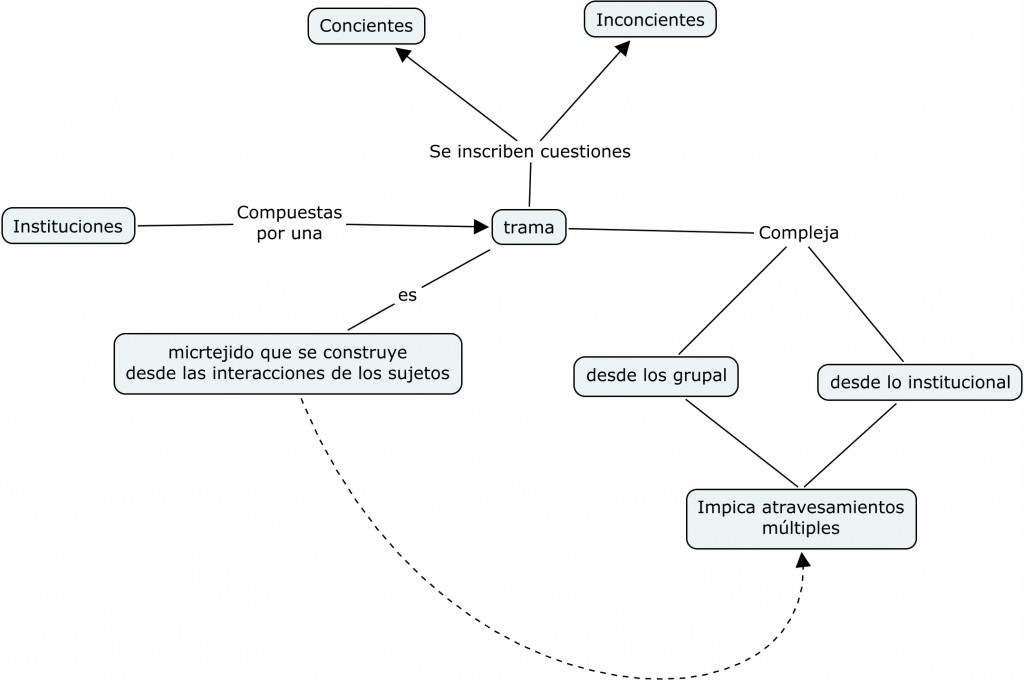 Concientes
Inconcientes
Se inscriben cuestiones
Instituciones
Compuestas
por una
trama
Compleja
es
micrtejido que se construye
desde las interacciones de los sujetos
desde los grupal
desde lo institucional
Impica atravesamientos
múltiples